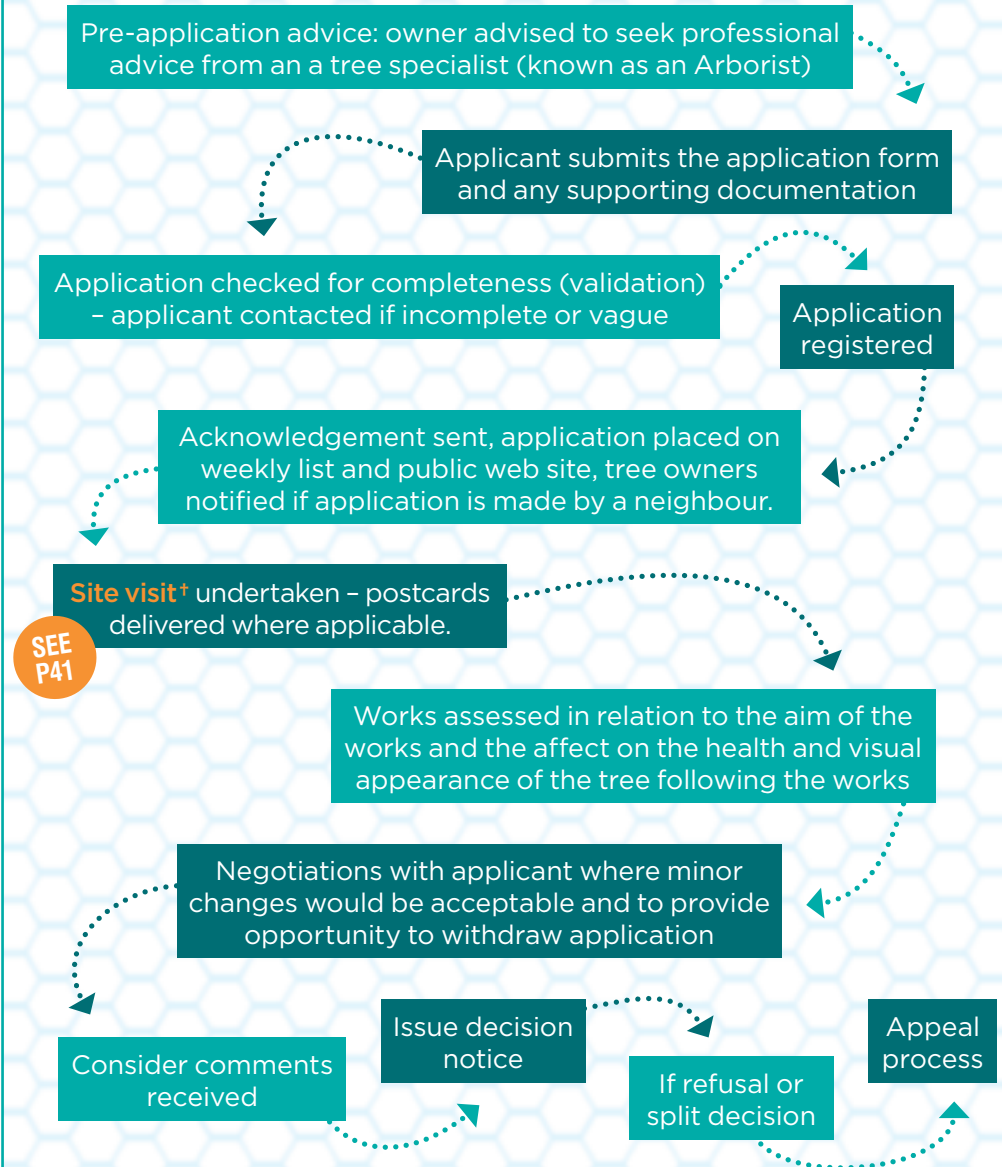 Pre-application advice: owner advised to seek professional
advice from an a tree specialist (known as an Arborist)
Applicant submits the application form
and any supporting documentation
Application checked for completeness (validation)
– applicant contacted if incomplete or vague
Application
registered
Acknowledgement sent, application placed on
weekly list and public web site, tree owners
notified if application is made by a neighbour.
Site visit† undertaken – postcards
delivered where applicable.
SEE
P41
Works assessed in relation to the aim of the
works and the affect on the health and visual
appearance of the tree following the works
Negotiations with applicant where minor
changes would be acceptable and to provide
opportunity to withdraw application
Consider comments
received
Issue decision
notice
If refusal or
split decision
Appeal
process